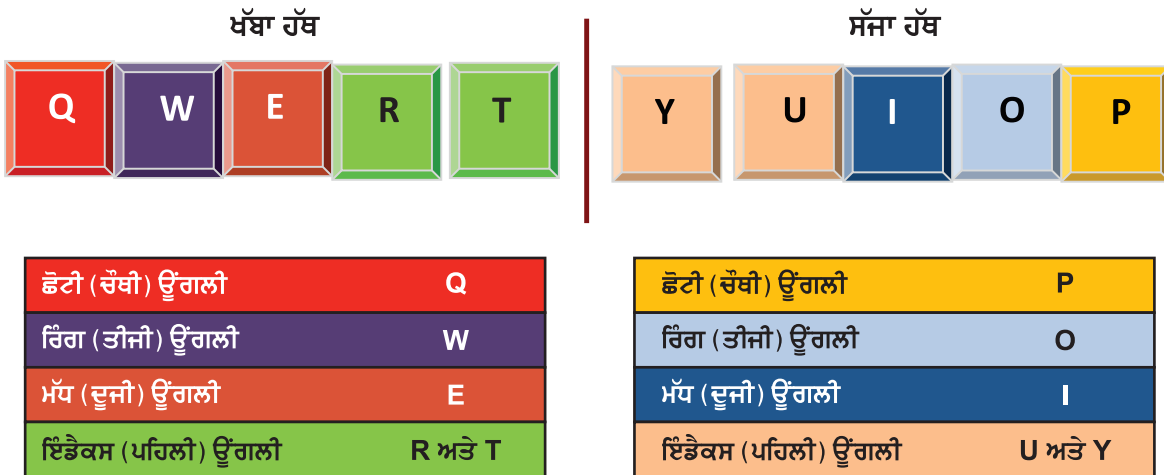 ਖੱਬਾ ਹੱਥ
ਸੱਜਾ ਹੱਥ
Q W E R T
Y U I O P
ਛੋਟੀ (ਚੌਥੀ) ਉਂਗਲੀ Q
ਰਿੰਗ (ਤੀਜੀ) ਉਂਗਲੀ W
ਮੱਧ (ਦੂਜੀ) ਉਂਗਲੀ E
ਇੰਡੈਕਸ (ਪਹਿਲੀ) ਉਂਗਲੀ R ਅਤੇ T
ਛੋਟੀ (ਚੌਥੀ) ਉਂਗਲੀ P
ਰਿੰਗ (ਤੀਜੀ) ਉਂਗਲੀ O
ਮੱਧ (ਦੂਜੀ) ਉਂਗਲੀ I
ਇੰਡੈਕਸ (ਪਹਿਲੀ) ਉਂਗਲੀ U ਅਤੇ Y